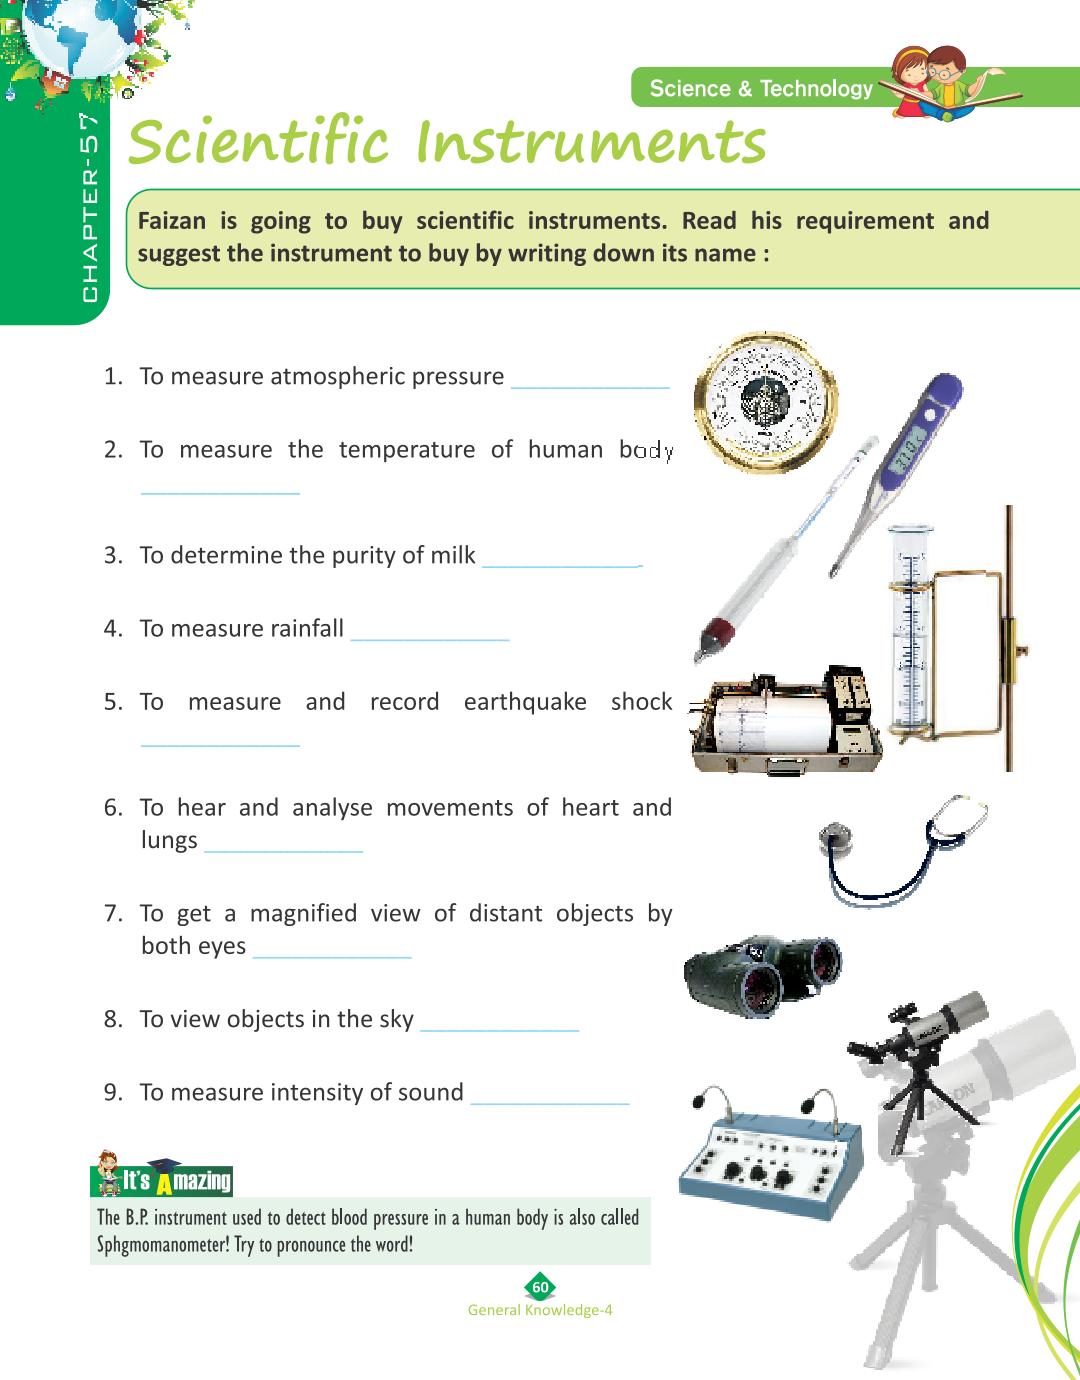 Science & Technology
CHAPTER-57
Scientific Instruments
Faizan is going to buy scientific instruments. Read his requirement and
suggest the instrument to buy by writing down its name :
1. To measure atmospheric pressure ____________
2. To measure the temperature of human body
____________
3. To determine the purity of milk ____________
4. To measure rainfall ____________
5. To measure and record earthquake shock
____________
6. To hear and analyse movements of heart and
lungs ____________
7. To get a magnified view of distant objects by
both eyes ____________
8. To view objects in the sky ____________
9. To measure intensity of sound ____________
It's Amazing
The B.P. instrument used to detect blood pressure in a human body is also called
Sphgmomanometer! Try to pronounce the word!
60
General Knowledge-4